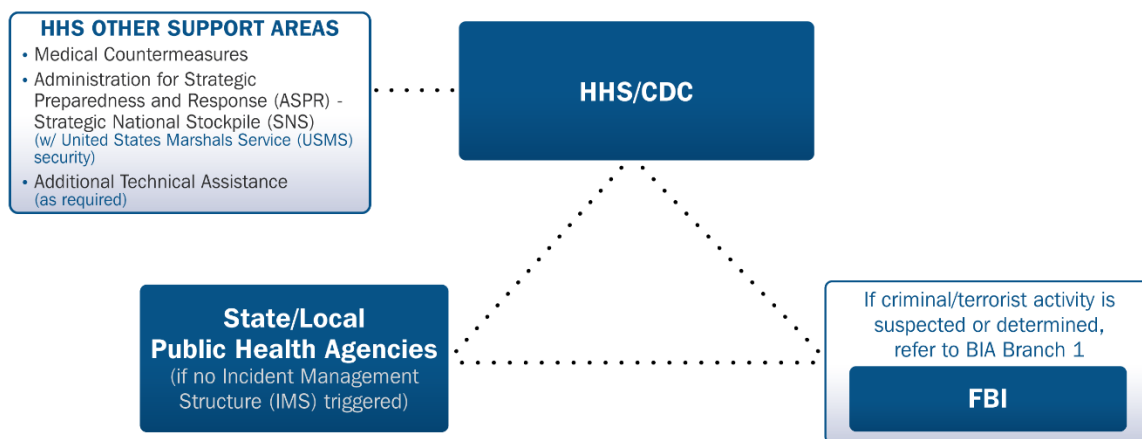 HHS OTHER SUPPORT AREAS
• Medical Countermeasures
• Administration for Strategic
Preparedness and Response (ASPR) -
Strategic National Stockpile (SNS)
(w/ United States Marshals Service (USMS)
security)
• Additional Technical Assistance
(as required)
HHS/CDC
State/Local
Public Health Agencies
(if no Incident Management
Structure (IMS) triggered)
If criminal/terrorist activity is
suspected or determined,
refer to BIA Branch 1
FBI